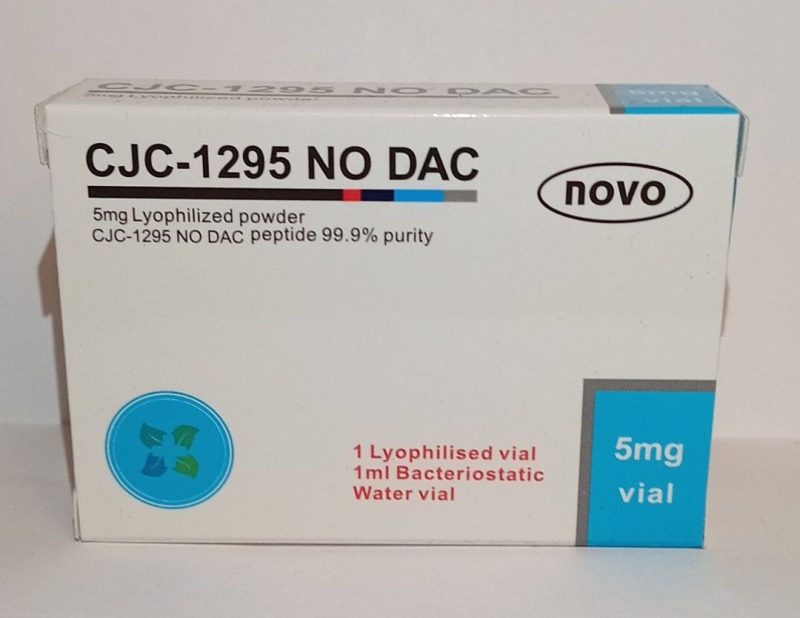 CJC-1295 NO DAC
5mg Lyophilized powder
5mg
vial
CJC-1295 NO DAC
novo
5mg Lyophilized powder
CJC-1295 NO DAC peptide 99.9% purity
1 Lyophilised vial
1ml Bacteriostatic
Water vial
5mg
vial